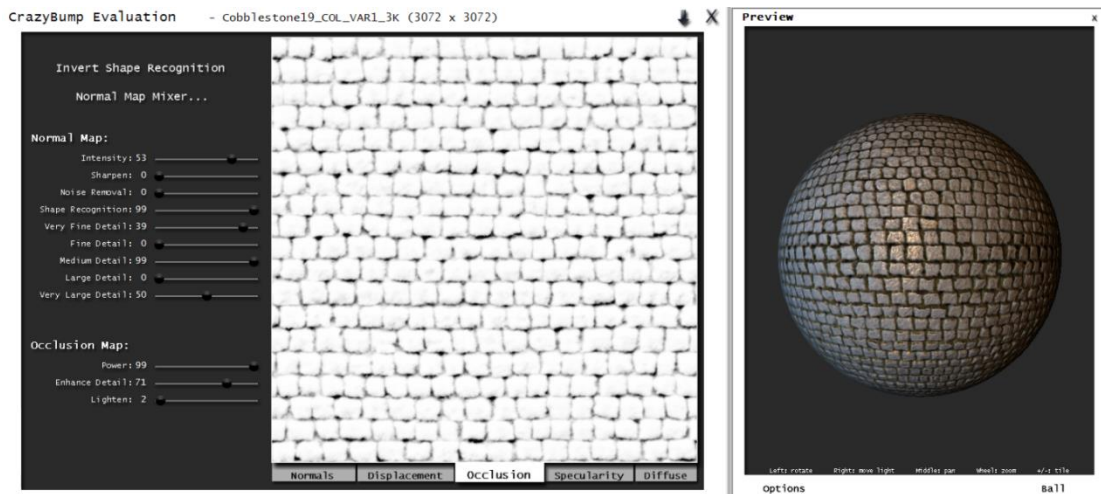 CrazyBump Evaluation - Cobblestone19_COL_VAR1_3K (3072 x 3072) X
Invert Shape Recognition
Normal Map Mixer...
Normal Map:
Intensity: 53
Sharpen: 0
Noise Removal: 0
Shape Recognition: 99
Very Fine Detail: 39
Fine Detail: 0
Medium Detail: 99
Large Detail: 0
Very Large Detail: 50
Occlusion Map:
Power: 99
Enhance Detail: 71
Lighten: 2
Normals Displacement Occlusion Specularity Diffuse
Preview x
Left: rotate Right: move light Middle: pan Wheel: zoom +/-: tile
Options Ball